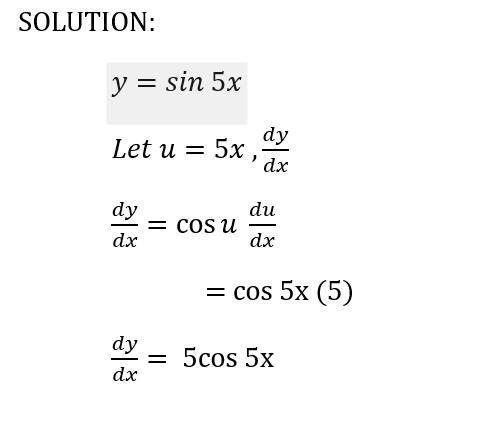 SOLUTION:
y = sin 5x
Let u = 5x , dy/dx
dy/dx = cos u du/dx
= cos 5x (5)
dy/dx = 5cos 5x